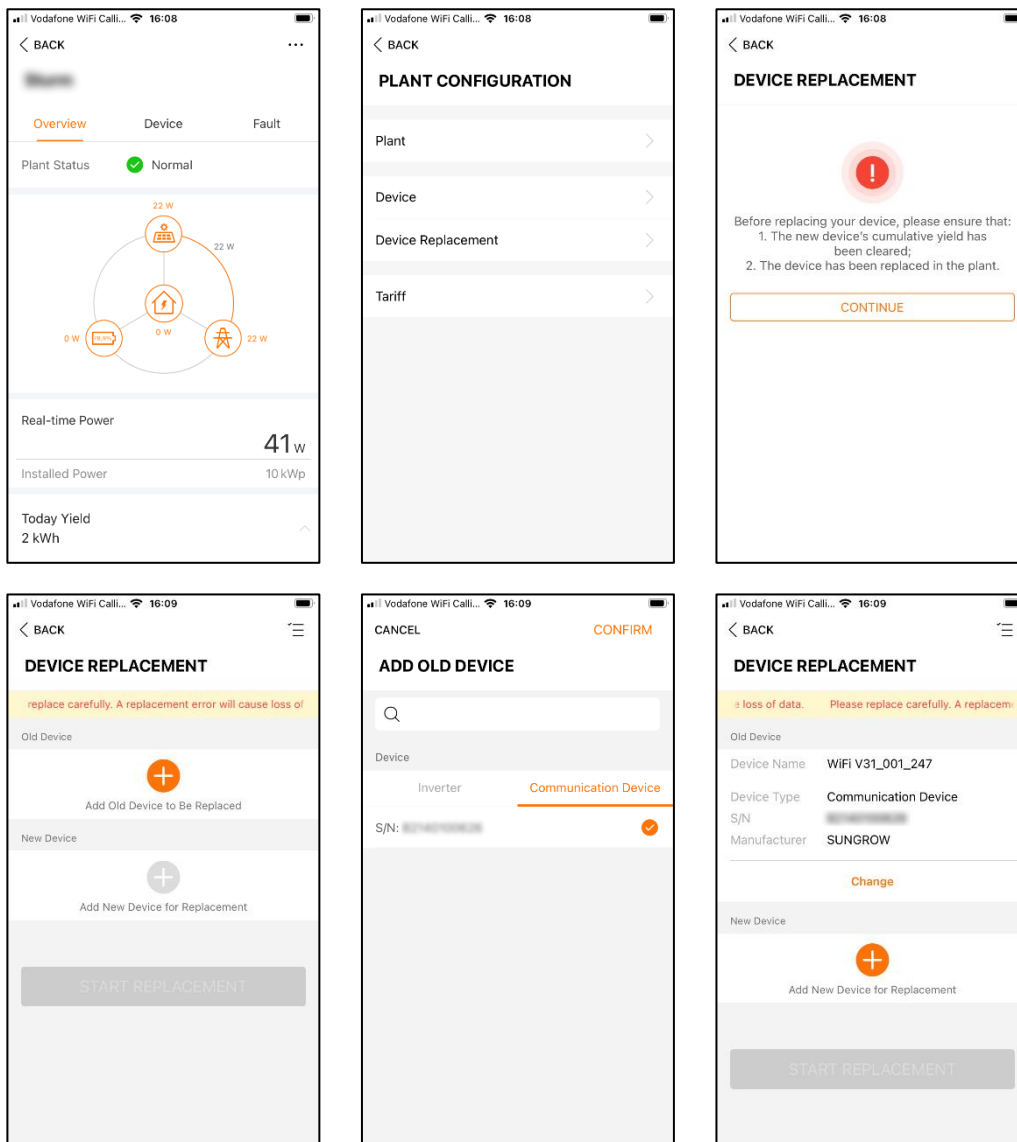 Vodafone WiFi Calli... 16:08
BACK
...
Overview Device Fault
Plant Status Normal
22 W
22 W
0 W
0 W
22 W
Real-time Power
41 W
Installed Power 10 kWp
Today Yield
2 kWh
Vodafone WiFi Calli... 16:08
BACK
PLANT CONFIGURATION
Plant
Device
Device Replacement
Tariff
Vodafone WiFi Calli... 16:08
BACK
DEVICE REPLACEMENT
Before replacing your device, please ensure that:
1. The new device's cumulative yield has
been cleared;
2. The device has been replaced in the plant.
CONTINUE
Vodafone WiFi Calli... 16:09
BACK
DEVICE REPLACEMENT
replace carefully. A replacement error will cause loss of
Old Device
Add Old Device to Be Replaced
New Device
Add New Device for Replacement
START REPLACEMENT
Vodafone WiFi Calli... 16:09
CANCEL CONFIRM
ADD OLD DEVICE
Device
Inverter Communication Device
S/N:
Vodafone WiFi Calli... 16:09
BACK
DEVICE REPLACEMENT
e loss of data. Please replace carefully. A replaceme
Old Device
Device Name WiFi V31_001_247
Device Type Communication Device
S/N
Manufacturer SUNGROW
Change
New Device
Add New Device for Replacement
START REPLACEMENT